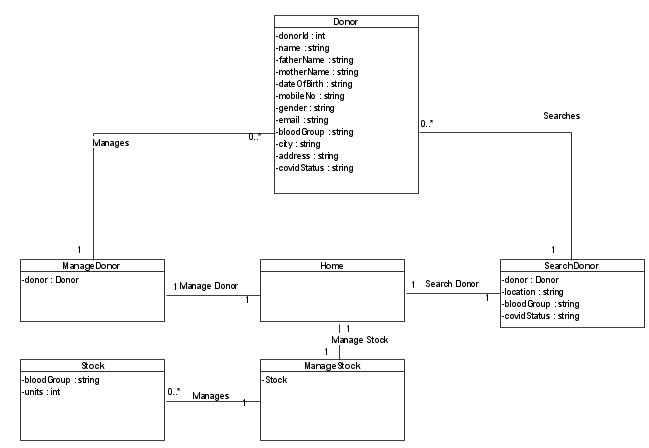 Donor
-donorId : int
-name : string
-fatherName : string
-motherName : string
-dateOfBirth : string
-mobileNo : string
-gender : string
-email : string
-bloodGroup : string
-city : string
-address : string
-covidStatus : string
Searches
0..*
0..*
Manages
1
1
ManageDonor
-donor : Donor
Home
SearchDonor
-donor : Donor
-location : string
-bloodGroup : string
-covidStatus : string
1 Manage Donor
1
1
Search Donor
1
1
Manage Stock
1
Stock
-bloodGroup : string
-units : int
ManageStock
-Stock
0..*
Manages
1